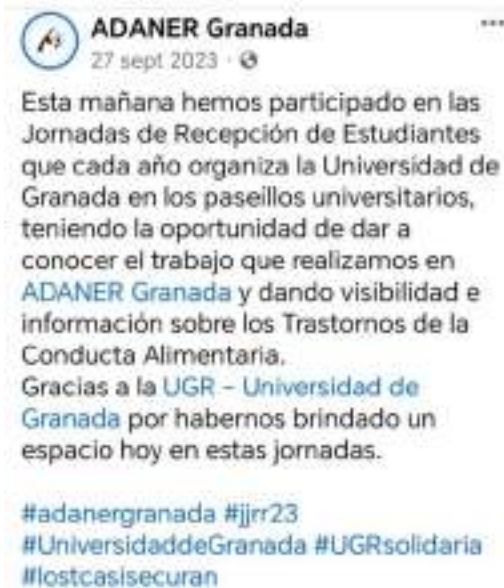 ADANER Granada
27 sept 2023 ·
Esta mañana hemos participado en las
Jornadas de Recepción de Estudiantes
que cada año organiza la Universidad de
Granada en los paseillos universitarios,
teniendo la oportunidad de dar a
conocer el trabajo que realizamos en
ADANER Granada y dando visibilidad e
información sobre los Trastornos de la
Conducta Alimentaria.
Gracias a la UGR – Universidad de
Granada por habernos brindado un
espacio hoy en estas jornadas.
#adanergranada #jjrr23
#UniversidaddeGranada #UGRsolidaria
#lostcasisecuran